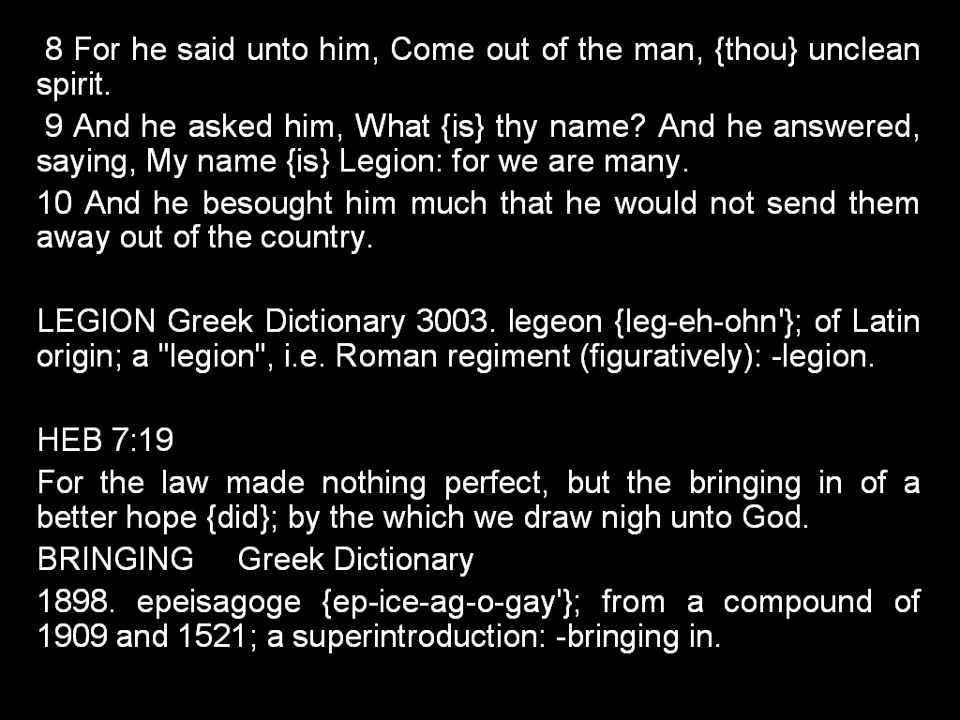 8 For he said unto him, Come out of the man, {thou} unclean
spirit.
9 And he asked him, What {is} thy name? And he answered,
saying, My name {is} Legion: for we are many.
10 And he besought him much that he would not send them
away out of the country.
LEGION Greek Dictionary 3003. legeon {leg-eh-ohn'}; of Latin
origin; a "legion", i.e. Roman regiment (figuratively): -legion.
HEB 7:19
For the law made nothing perfect, but the bringing in of a
better hope {did}; by the which we draw nigh unto God.
BRINGING Greek Dictionary
1898. epeisagoge {ep-ice-ag-o-gay'}; from a compound of
1909 and 1521; a superintroduction: -bringing in.